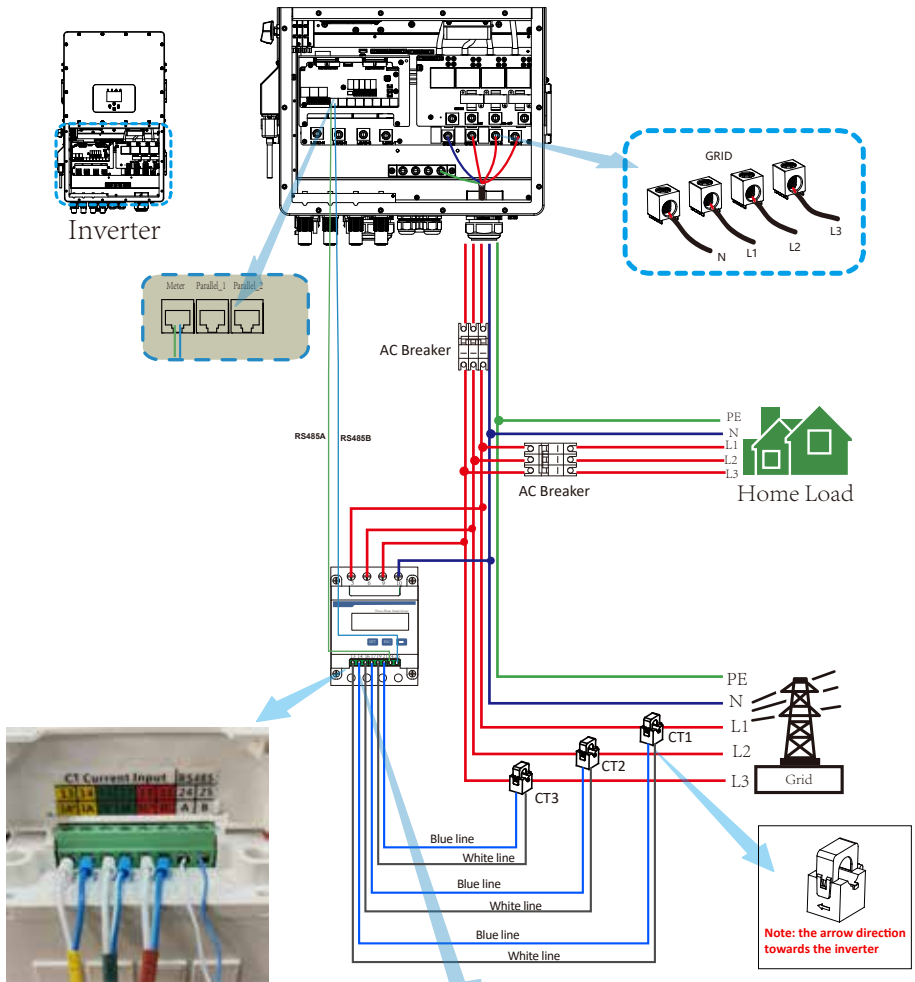 Inverter
GRID
N
L1
L2
L3
Meter
Parallel_1
Parallel_2
AC Breaker
RS485A
RS485B
PE
N
L1
L2
L3
AC Breaker
Home Load
PE
N
L1
L2
L3
Grid
CT1
CT2
CT3
CT Current Input
RS485
13 14
24 25
A B
Blue line
White line
Blue line
White line
Blue line
White line
Note: the arrow direction
towards the inverter